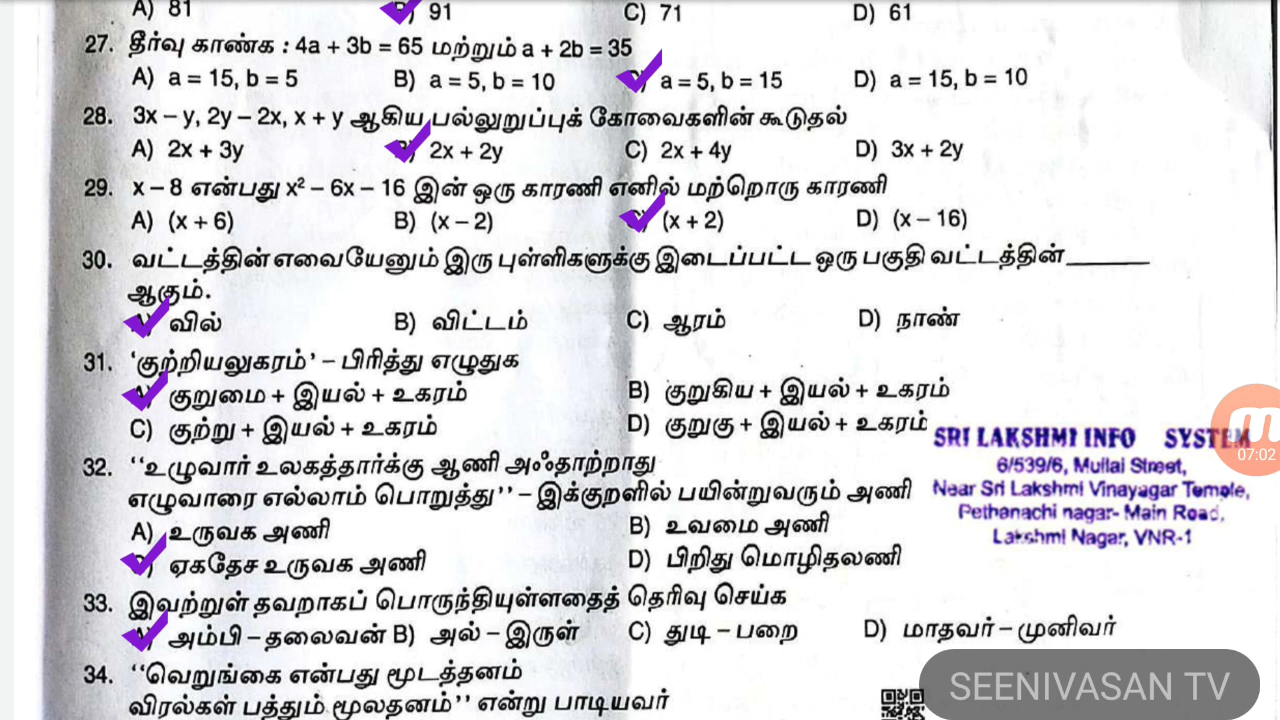 A) 81 91 C) 71 D) 61
27. தீர்வு காண்க : 4a + 3b = 65 மற்றும் a + 2b = 35
A) a = 15, b = 5 B) a = 5, b = 10 a = 5, b = 15 D) a = 15, b = 10
28. 3x – y, 2y – 2x, x + y ஆகிய பல்லுறுப்புக் கோவைகளின் கூடுதல்
A) 2x + 3y 2x + 2y C) 2x + 4y D) 3x + 2y
29. x – 8 என்பது x² – 6x – 16 இன் ஒரு காரணி எனில் மற்றொரு காரணி
A) (x + 6) B) (x – 2) (x + 2) D) (x – 16)
30. வட்டத்தின் எவையேனும் இரு புள்ளிகளுக்கு இடைப்பட்ட ஒரு பகுதி வட்டத்தின் ______
ஆகும்.
வில் B) விட்டம் C) ஆரம் D) நாண்
31. ‘குற்றியலுகரம்’ – பிரித்து எழுதுக
குறுமை + இயல் + உகரம் B) குறுகிய + இயல் + உகரம்
C) குற்று + இயல் + உகரம் D) குறுகு + இயல் + உகரம்
SRI LAKSHMI INFO SYSTEM
6/539/6, Mullai Street,
Near Sri Lakshmi Vinayagar Temple,
Pethanachi nagar- Main Road,
Lakshmi Nagar, VNR-1
07:02
32. ‘‘உழுவார் உலகத்தார்க்கு ஆணி அஃதாற்றாது
எழுவாரை எல்லாம் பொறுத்து’’ – இக்குறளில் பயின்றுவரும் அணி
A) உருவக அணி B) உவமை அணி
ஏகதேச உருவக அணி D) பிறிது மொழிதலணி
33. இவற்றுள் தவறாகப் பொருந்தியுள்ளதைத் தெரிவு செய்க
அம்பி – தலைவன் B) அல் – இருள் C) துடி – பறை D) மாதவர் – முனிவர்
34. ‘‘வெறுங்கை என்பது மூடத்தனம்
விரல்கள் பத்தும் மூலதனம்’’ என்று பாடியவர்
SEENIVASAN TV